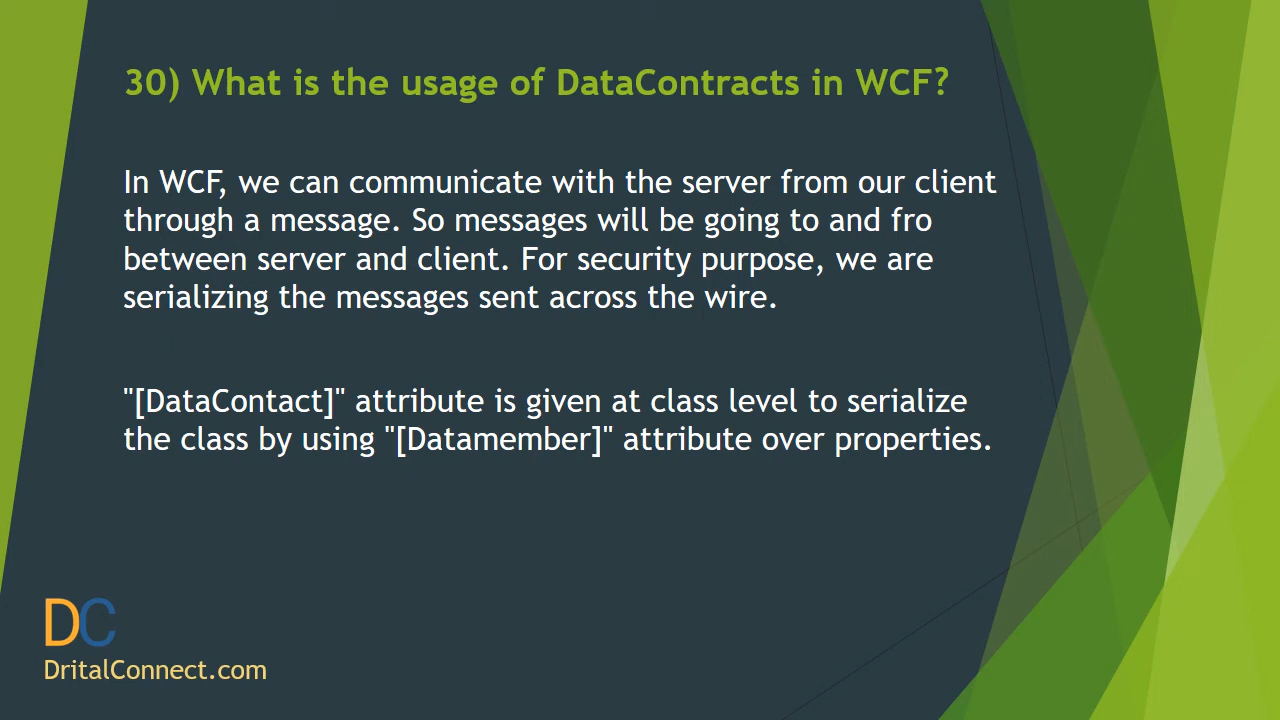 30) What is the usage of DataContracts in WCF?
In WCF, we can communicate with the server from our client
through a message. So messages will be going to and fro
between server and client. For security purpose, we are
serializing the messages sent across the wire.
"[DataContact]" attribute is given at class level to serialize
the class by using "[Datamember]" attribute over properties.
DC
DritalConnect.com